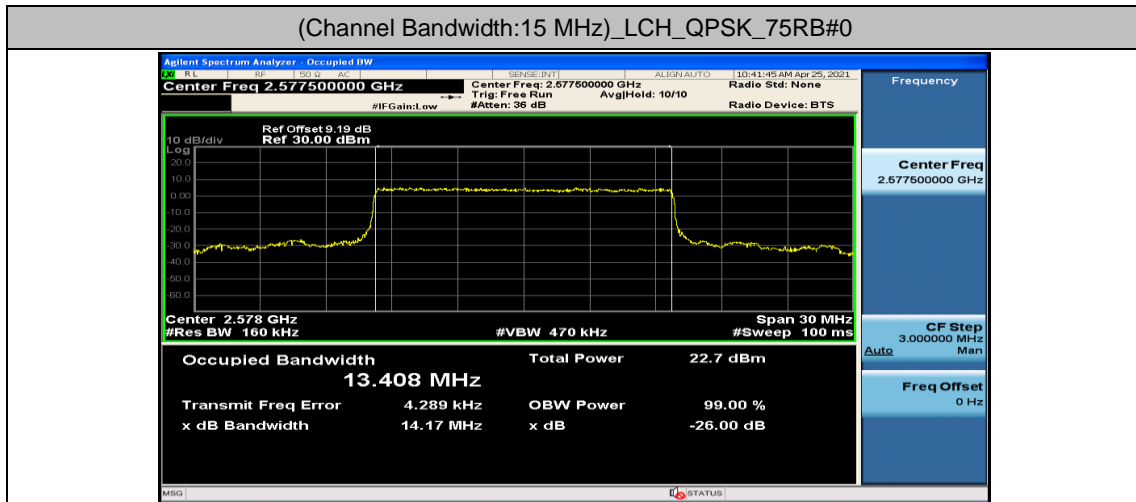 (Channel Bandwidth:15 MHz)_LCH_QPSK_75RB#0
Agilent Spectrum Analyzer - Occupied BW
LXI RL RF 50 Ω AC SENSE:INT ALIGN AUTO 10:41:45 AM Apr 25, 2021
Center Freq 2.577500000 GHz
Center Freq: 2.577500000 GHz
Radio Std: None
Trig: Free Run Avg|Hold: 10/10
#IFGain:Low
#Atten: 36 dB
Radio Device: BTS
Ref Offset 9.19 dB
10 dB/div Ref 30.00 dBm
Log
20.0
10.0
0.00
-10.0
-20.0
-30.0
-40.0
-50.0
-60.0
Center 2.578 GHz Span 30 MHz
#Res BW 160 kHz #VBW 470 kHz #Sweep 100 ms
Occupied Bandwidth Total Power 22.7 dBm
13.408 MHz
Transmit Freq Error 4.289 kHz OBW Power 99.00 %
x dB Bandwidth 14.17 MHz x dB -26.00 dB
MSG STATUS
Frequency
Center Freq
2.577500000 GHz
CF Step
3.000000 MHz
Auto Man
Freq Offset
0 Hz